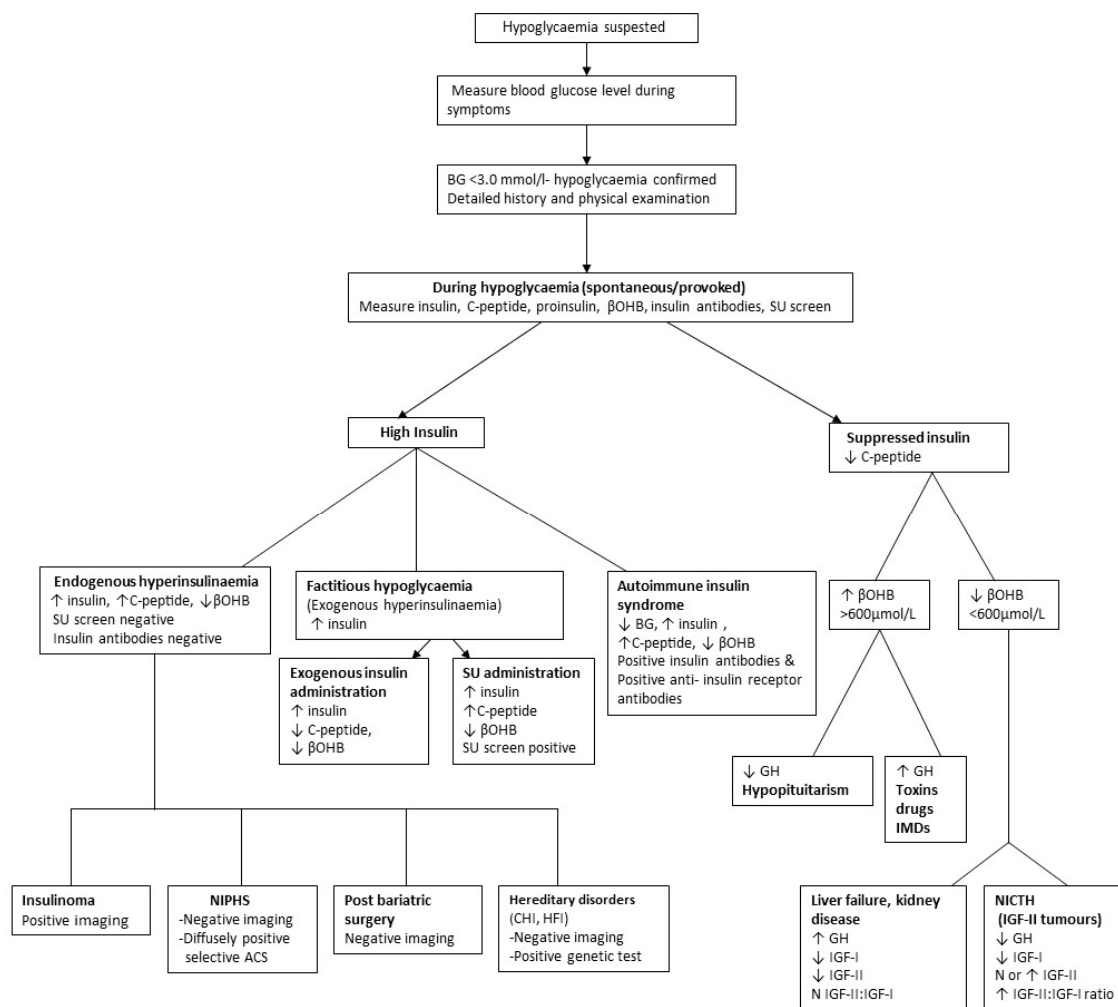 Hypoglycaemia suspested
Measure blood glucose level during
symptoms
BG <3.0 mmol/l- hypoglycaemia confirmed
Detailed history and physical examination
During hypoglycaemia (spontaneous/provoked)
Measure insulin, C-peptide, proinsulin, βOHB, insulin antibodies, SU screen
High Insulin
Suppressed insulin
↓ C-peptide
Endogenous hyperinsulinaemia
↑ insulin, ↑C-peptide, ↓βOHB
SU screen negative
Insulin antibodies negative
Factitious hypoglycaemia
(Exogenous hyperinsulinaemia)
↑ insulin
Autoimmune insulin
syndrome
↓ BG, ↑ insulin ,
↑C-peptide, ↓ βOHB
Positive insulin antibodies &
Positive anti- insulin receptor
antibodies
↑ βOHB
>600μmol/L
↓ βOHB
<600μmol/L
Exogenous insulin
administration
↑ insulin
↓ C-peptide,
↓ βOHB
SU administration
↑ insulin
↑C-peptide
↓ βOHB
SU screen positive
↓ GH
Hypopituitarism
↑ GH
Toxins
drugs
IMDs
Insulinoma
Positive imaging
NIPHS
-Negative imaging
-Diffusely positive
selective ACS
Post bariatric
surgery
Negative imaging
Hereditary disorders
(CHI, HFI)
-Negative imaging
-Positive genetic test
Liver failure, kidney
disease
↑ GH
↓ IGF-I
↓ IGF-II
N IGF-II:IGF-I
NICTH
(IGF-II tumours)
↓ GH
↓ IGF-I
N or ↑ IGF-II
↑ IGF-II:IGF-I ratio